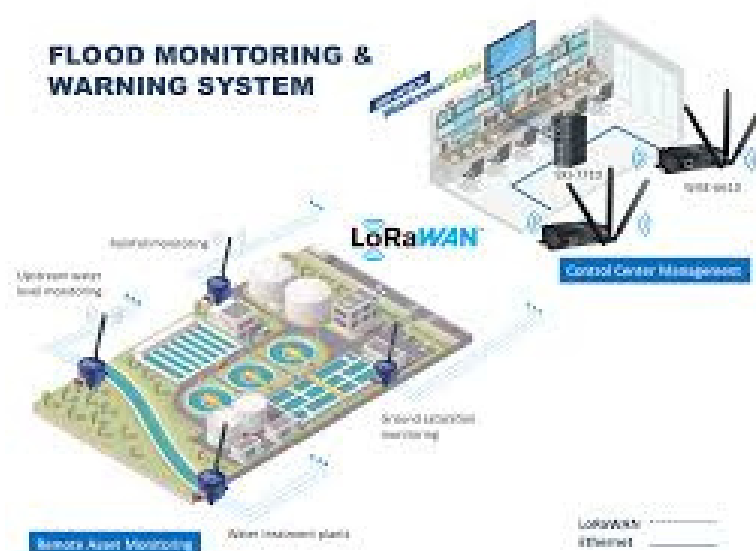 FLOOD MONITORING &
WARNING SYSTEM
LoRaWAN
Control Center Management
Rainfall monitoring
Upstream water
level monitoring
Ground saturation
monitoring
Water treatment plants
Remote Asset Monitoring
LoRaWAN
Ethernet